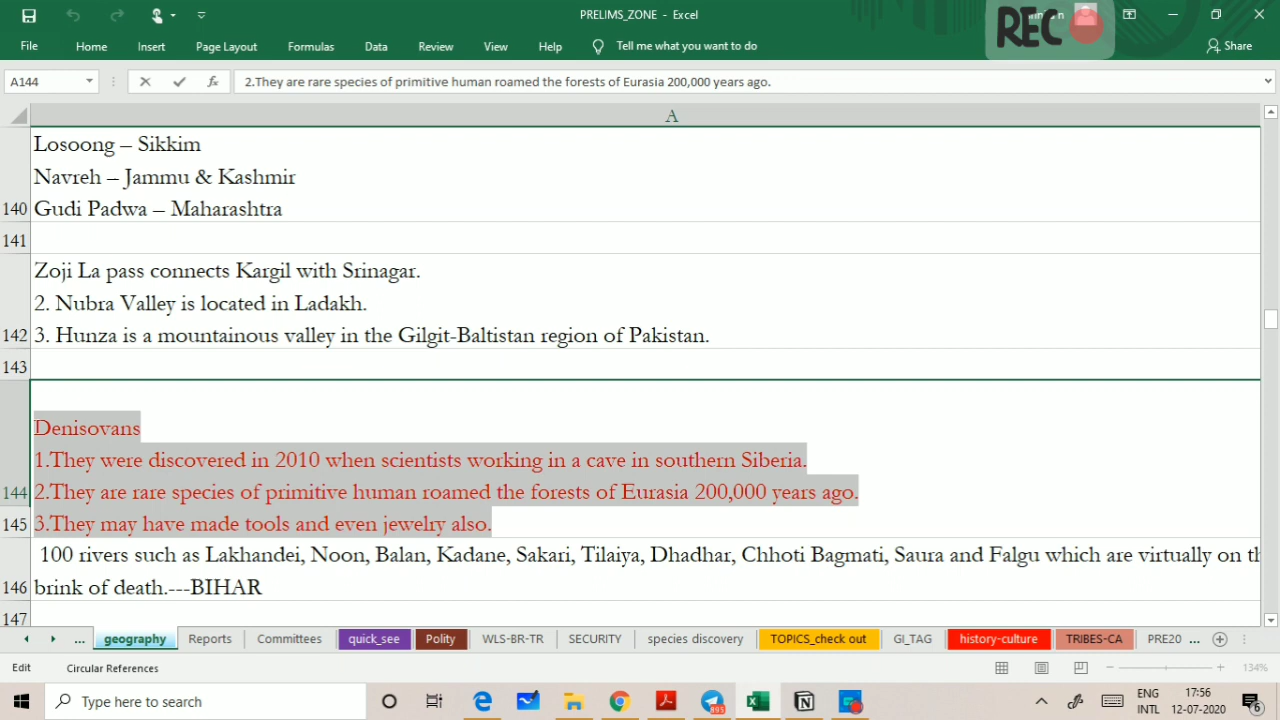 PRELIMS_ZONE - Excel
REC
File Home Insert Page Layout Formulas Data Review View Help Tell me what you want to do Share
A144 fx 2.They are rare species of primitive human roamed the forests of Eurasia 200,000 years ago.
A
Losoong – Sikkim
Navreh – Jammu & Kashmir
140 Gudi Padwa – Maharashtra
141
Zoji La pass connects Kargil with Srinagar.
2. Nubra Valley is located in Ladakh.
142 3. Hunza is a mountainous valley in the Gilgit-Baltistan region of Pakistan.
143
Denisovans
1.They were discovered in 2010 when scientists working in a cave in southern Siberia.
144 2.They are rare species of primitive human roamed the forests of Eurasia 200,000 years ago.
145 3.They may have made tools and even jewelry also.
100 rivers such as Lakhandei, Noon, Balan, Kadane, Sakari, Tilaiya, Dhadhar, Chhoti Bagmati, Saura and Falgu which are virtually on th
146 brink of death.---BIHAR
147
... geography Reports Committees quick_see Polity WLS-BR-TR SECURITY species discovery TOPICS_check out GI_TAG history-culture TRIBES-CA PRE20 ...
Edit Circular References 134%
Type here to search 895 ENG 17:56
INTL 12-07-2020 6